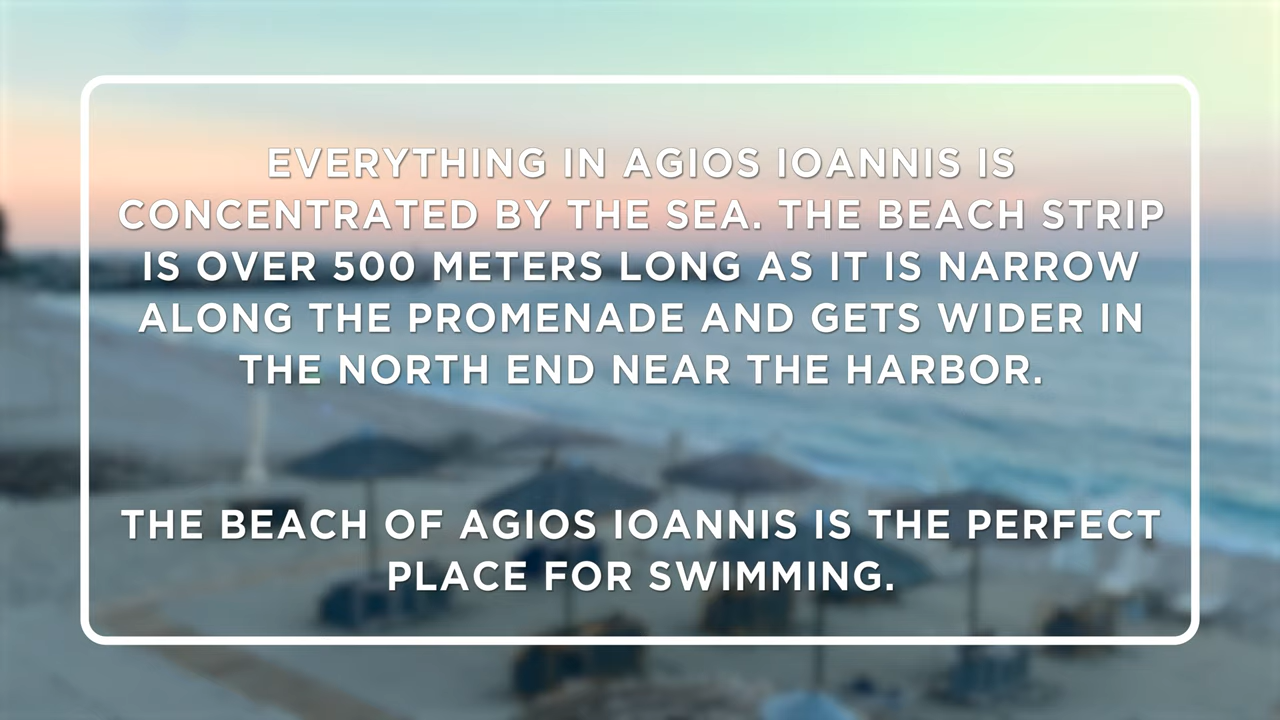 EVERYTHING IN AGIOS IOANNIS IS
CONCENTRATED BY THE SEA. THE BEACH STRIP
IS OVER 500 METERS LONG AS IT IS NARROW
ALONG THE PROMENADE AND GETS WIDER IN
THE NORTH END NEAR THE HARBOR.
THE BEACH OF AGIOS IOANNIS IS THE PERFECT
PLACE FOR SWIMMING.